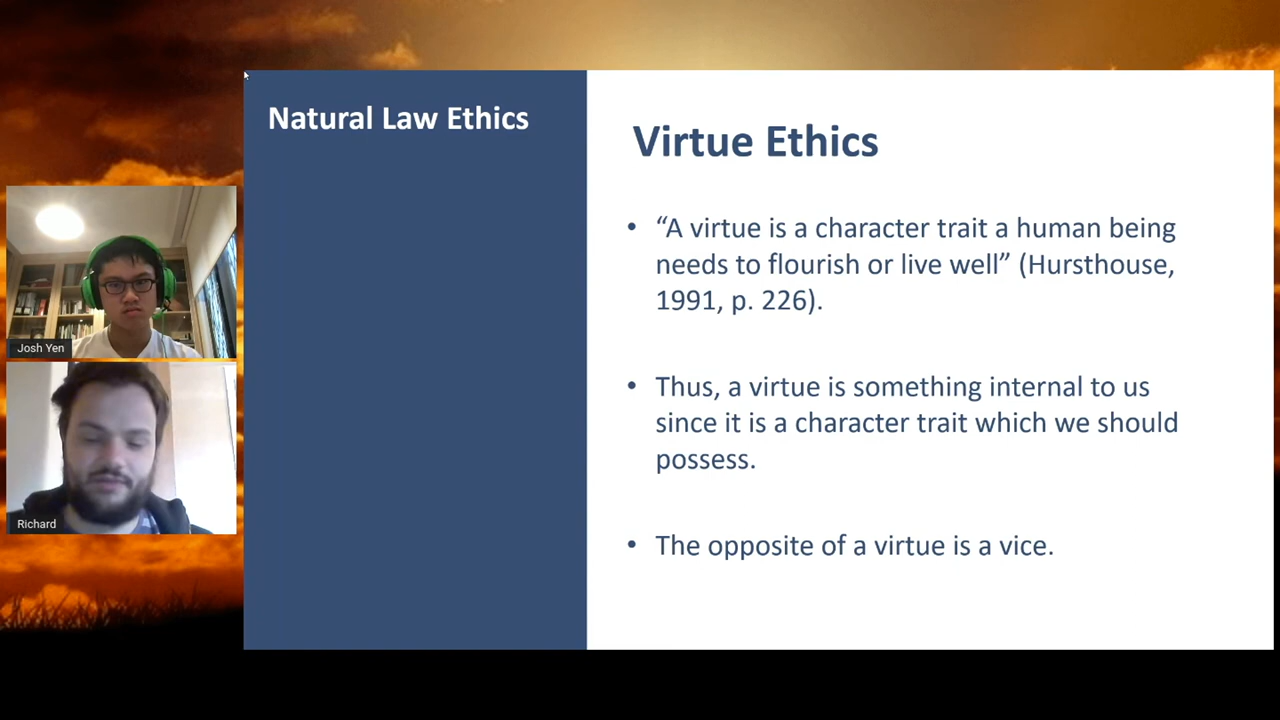 Natural Law Ethics
Virtue Ethics
• “A virtue is a character trait a human being
needs to flourish or live well” (Hursthouse,
1991, p. 226).
• Thus, a virtue is something internal to us
since it is a character trait which we should
possess.
• The opposite of a virtue is a vice.
Josh Yen
Richard